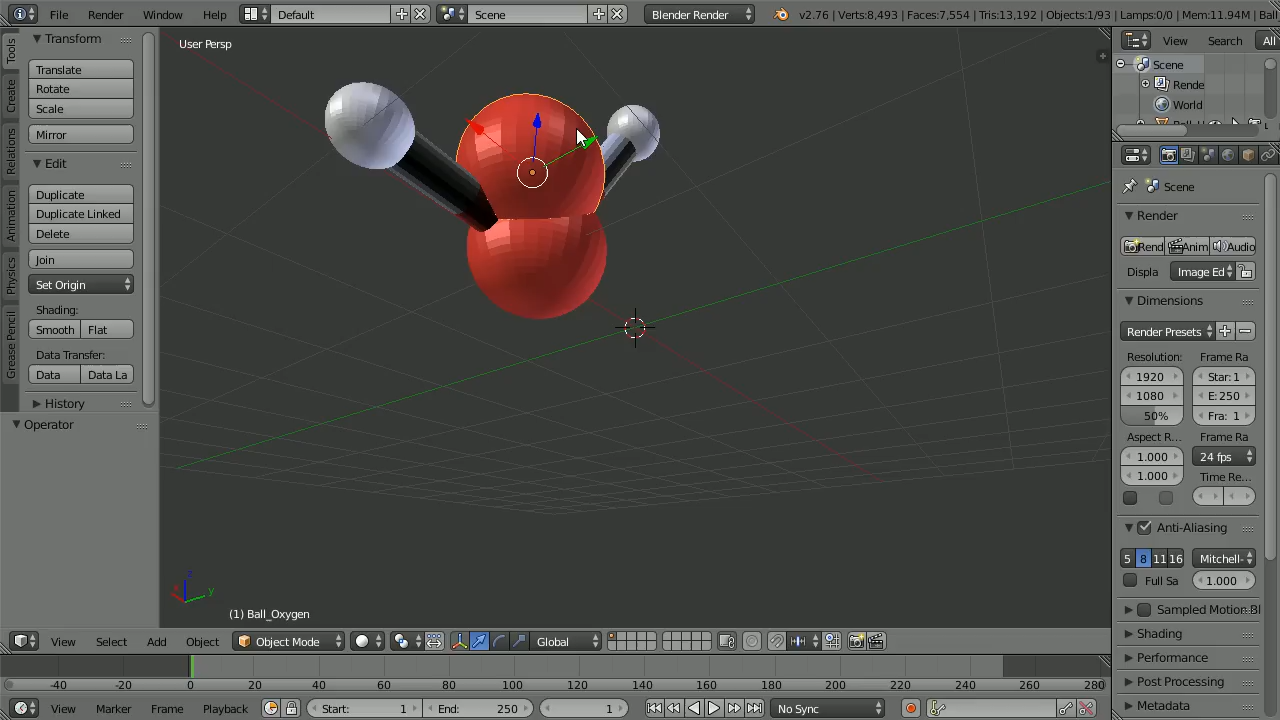 File Render Window Help Default Scene Blender Render v2.76 | Verts:8,493 | Faces:7,554 | Tris:13,192 | Objects:1/93 | Lamps:0/0 | Mem:11.94M |
User Persp
View Search All
Scene
Rende
World
Tools
Create
Relations
Animation
Physics
Grease Pencil
Transform
Translate
Rotate
Scale
Mirror
Edit
Duplicate
Duplicate Linked
Delete
Join
Set Origin
Shading:
Smooth Flat
Data Transfer:
Data Data La
History
Operator
Scene
Render
Rend Anim Audio
Displa Image Ed
Dimensions
Render Presets
Resolution: Frame Ra
1920 Star: 1
1080 E: 250
50% Fra: 1
Aspect R... Frame Ra
1.000 24 fps
1.000 Time Re...
Anti-Aliasing
5 8 11 16 Mitchell-
Full Sa 1.000
Sampled Motion Bl
Shading
Performance
Post Processing
Metadata
z
x y
(1) Ball_Oxygen
View Select Add Object Object Mode Global
-40 -20 0 20 40 60 80 100 120 140 160 180 200 220 240 260 280
View Marker Frame Playback Start: 1 End: 250 1 No Sync